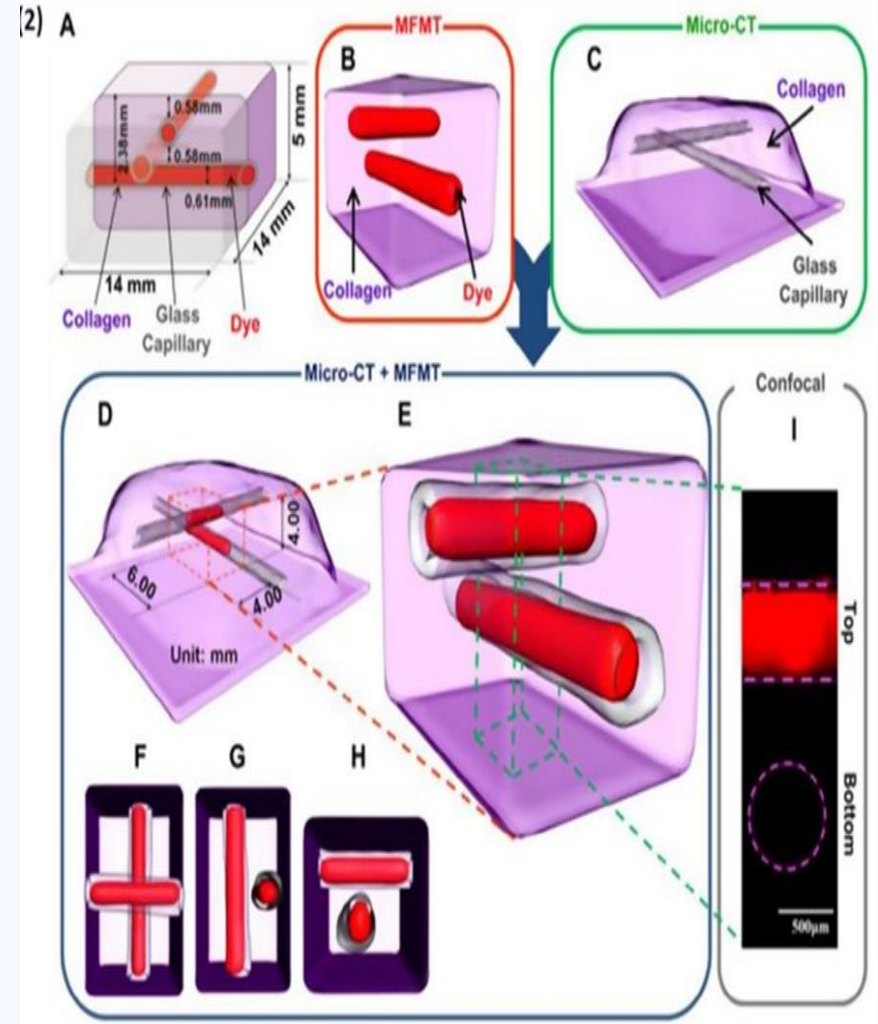 (2) A
0.58mm
2.38mm
0.58mm
0.61mm
5 mm
14 mm
14 mm
Collagen
Glass
Capillary
Dye
MFMT
B
Collagen
Dye
Micro-CT
C
Collagen
Glass
Capillary
Micro-CT + MFMT
D
4.00
6.00
4.00
Unit: mm
E
F
G
H
Confocal
I
Top
Bottom
500µm